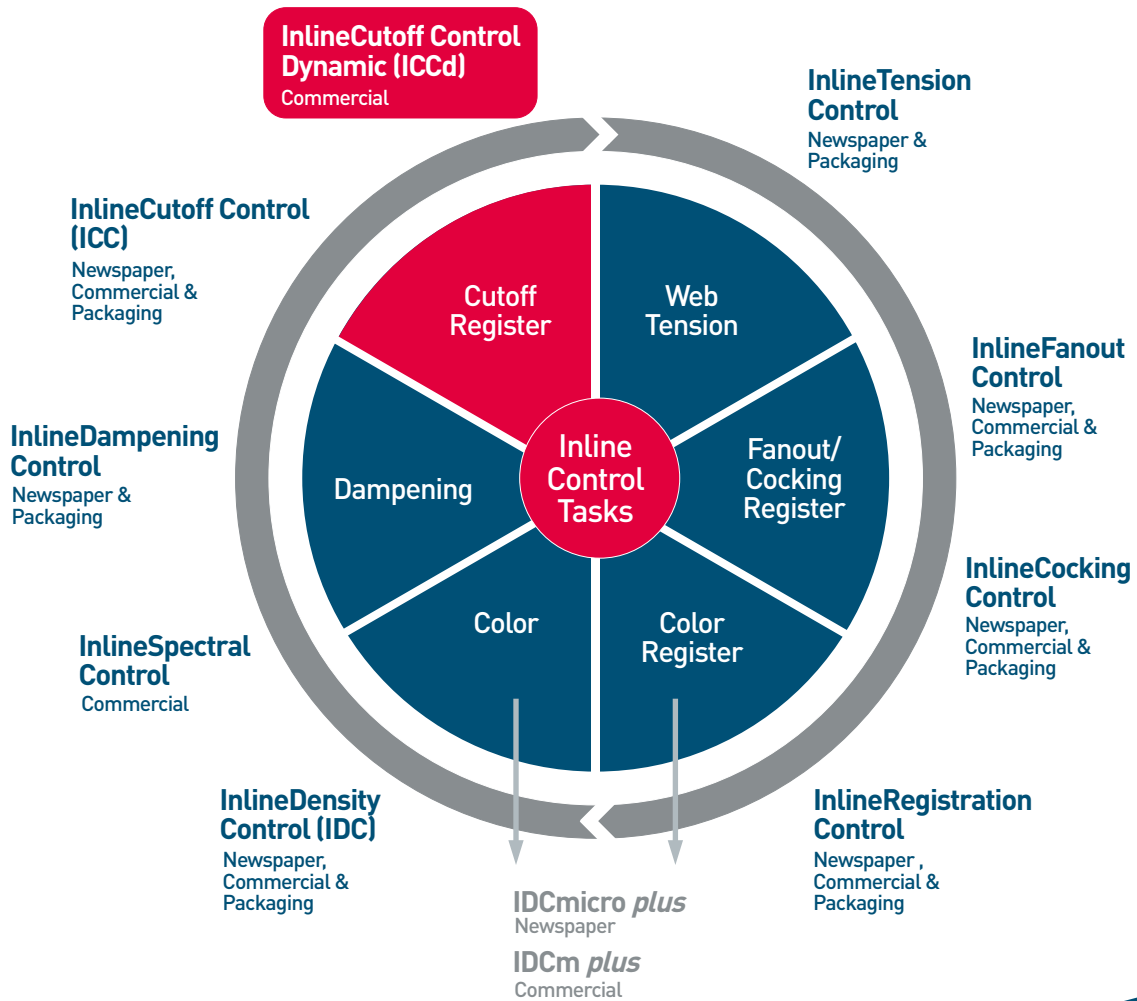 InlineCutoff Control
Dynamic (ICCd)
Commercial
InlineTension
Control
Newspaper &
Packaging
InlineCutoff Control
(ICC)
Newspaper,
Commercial &
Packaging
Cutoff
Register
Web
Tension
InlineFanout
Control
Newspaper,
Commercial &
Packaging
InlineDampening
Control
Newspaper &
Packaging
Dampening
Inline
Control
Tasks
Fanout/
Cocking
Register
InlineCocking
Control
Newspaper,
Commercial &
Packaging
InlineSpectral
Control
Commercial
Color
Color
Register
InlineDensity
Control (IDC)
Newspaper,
Commercial &
Packaging
InlineRegistration
Control
Newspaper ,
Commercial &
Packaging
IDCmicro plus
Newspaper
IDCm plus
Commercial